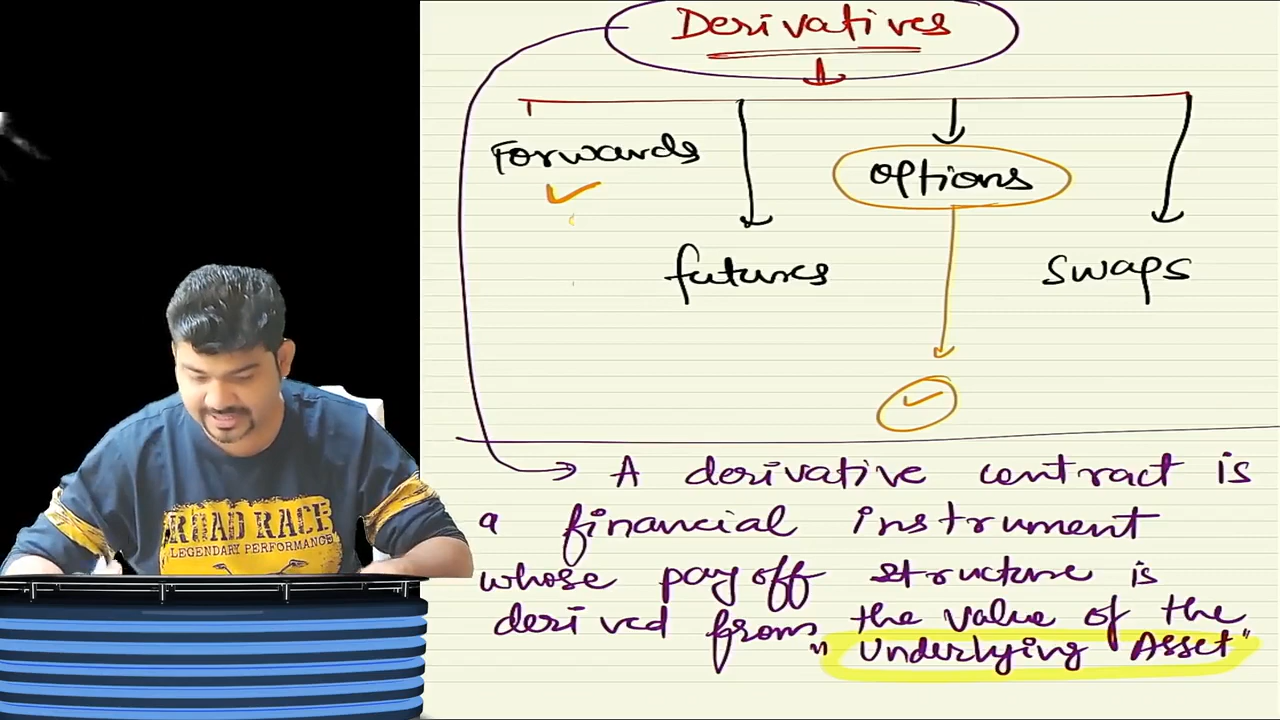 Derivatives
Forwards
options
futures
swaps
A derivative contract is
a financial instrument
whose pay off structure is
derived from the value of the
"Underlying Asset"
ROAD RACE
LEGENDARY PERFORMANCE